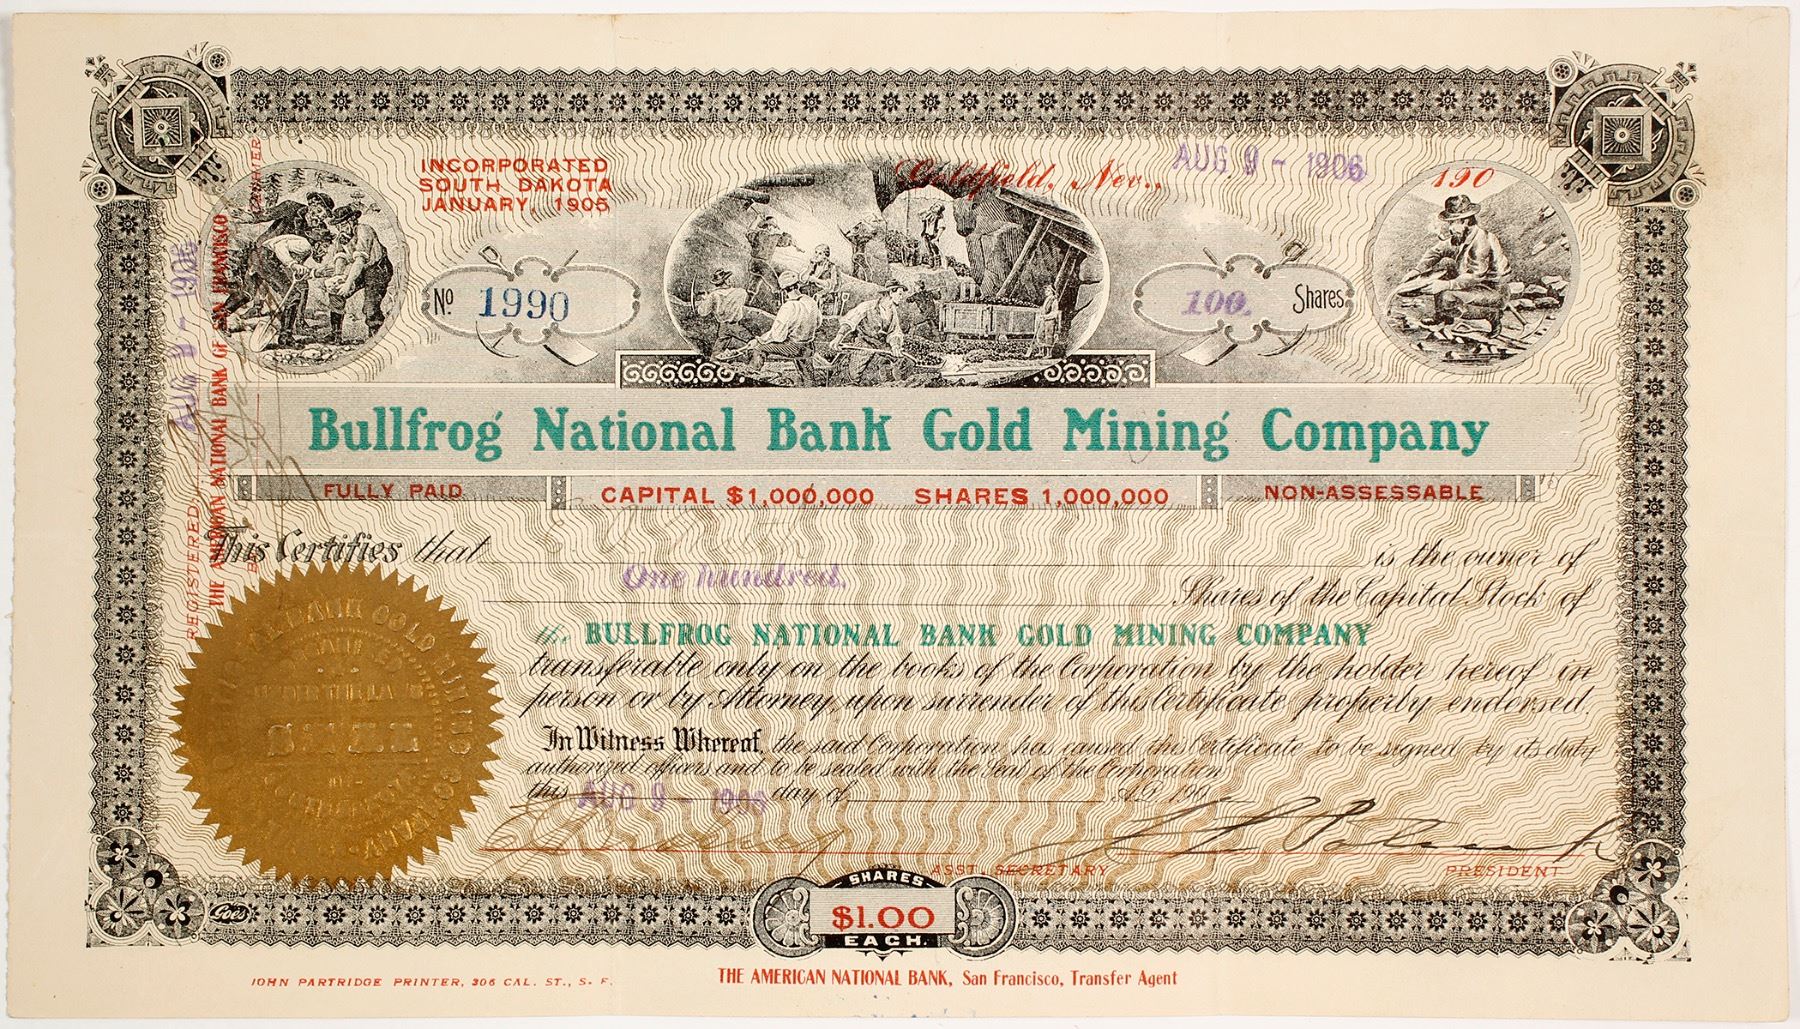 INCORPORATED
SOUTH DAKOTA
JANUARY, 1905
Goldfield, Nev., AUG 9 - 1906 190
No. 1990
100. Shares
Bullfrog National Bank Gold Mining Company
FULLY PAID CAPITAL $1,000,000 SHARES 1,000,000 NON-ASSESSABLE
This Certifies that is the owner of
One hundred. Shares of the Capital Stock of
the BULLFROG NATIONAL BANK GOLD MINING COMPANY
transferable only on the books of the Corporation by the holder hereof in
person or by Attorney, upon surrender of this Certificate properly endorsed.
In Witness Whereof, the said Corporation has caused this Certificate to be signed by its duly
authorized officers and to be sealed with the Seal of the Corporation
this AUG 9 - 1906 day of A.D. 190
ASST. SECRETARY PRESIDENT
SHARES
$1.00
EACH.
Goes
JOHN PARTRIDGE PRINTER, 306 CAL. ST., S. F.
THE AMERICAN NATIONAL BANK, San Francisco, Transfer Agent
REGISTERED, AUG 9 - 1906
THE AMERICAN NATIONAL BANK OF SAN FRANCISCO
BY CASHIER